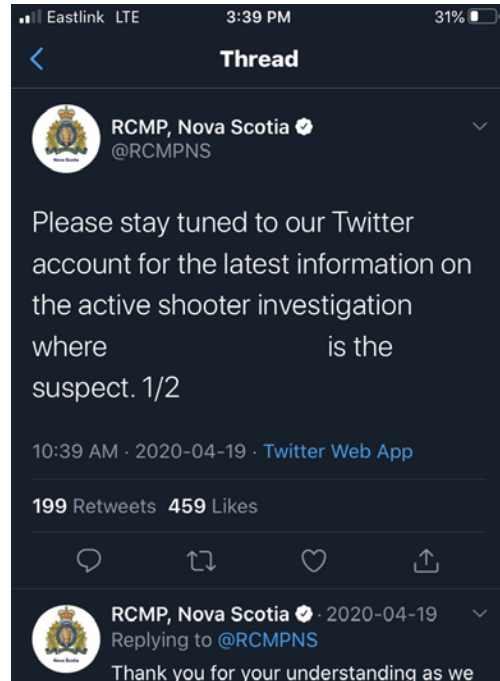 Eastlink LTE 3:39 PM 31%
Thread
RCMP, Nova Scotia
@RCMPNS
Please stay tuned to our Twitter
account for the latest information on
the active shooter investigation
where is the
suspect. 1/2
10:39 AM · 2020-04-19 · Twitter Web App
199 Retweets 459 Likes
RCMP, Nova Scotia · 2020-04-19
Replying to @RCMPNS
Thank you for your understanding as we